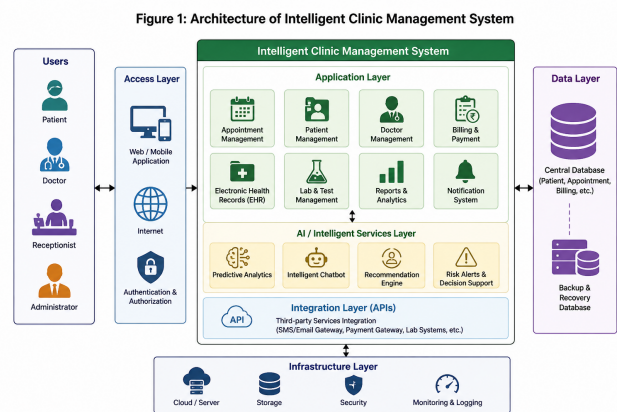 Figure 1: Architecture of Intelligent Clinic Management System
Users
Patient
Doctor
Receptionist
Administrator
Access Layer
Web / Mobile
Application
Internet
Authentication &
Authorization
Intelligent Clinic Management System
Application Layer
Appointment
Management
Patient
Management
Doctor
Management
Billing &
Payment
Electronic Health
Records (EHR)
Lab & Test
Management
Reports &
Analytics
Notification
System
AI / Intelligent Services Layer
Predictive Analytics
Intelligent Chatbot
Recommendation
Engine
Risk Alerts &
Decision Support
Integration Layer (APIs)
API
Third-party Services Integration
(SMS/Email Gateway, Payment Gateway, Lab Systems, etc.)
Data Layer
Central Database
(Patient, Appointment,
Billing, etc.)
Backup &
Recovery
Database
Infrastructure Layer
Cloud / Server
Storage
Security
Monitoring & Logging